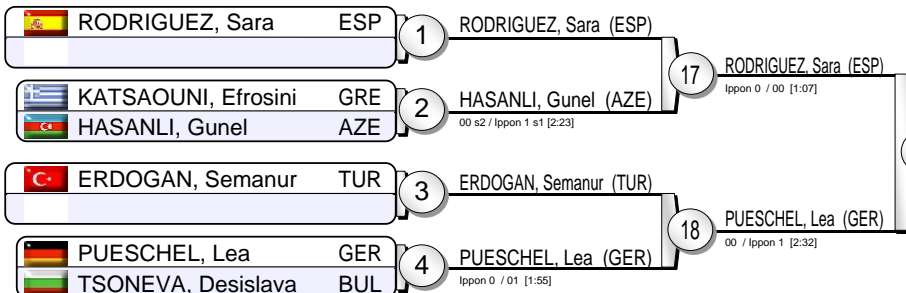 RODRIGUEZ, Sara ESP
1
RODRIGUEZ, Sara (ESP)
17
RODRIGUEZ, Sara (ESP)
Ippon 0 / 00 [1:07]
KATSAOUNI, Efrosini GRE
HASANLI, Gunel AZE
2
HASANLI, Gunel (AZE)
00 s2 / Ippon 1 s1 [2:23]
ERDOGAN, Semanur TUR
3
ERDOGAN, Semanur (TUR)
18
PUESCHEL, Lea (GER)
00 / Ippon 1 [2:32]
PUESCHEL, Lea GER
TSONEVA, Desislava BUL
4
PUESCHEL, Lea (GER)
Ippon 0 / 01 [1:55]